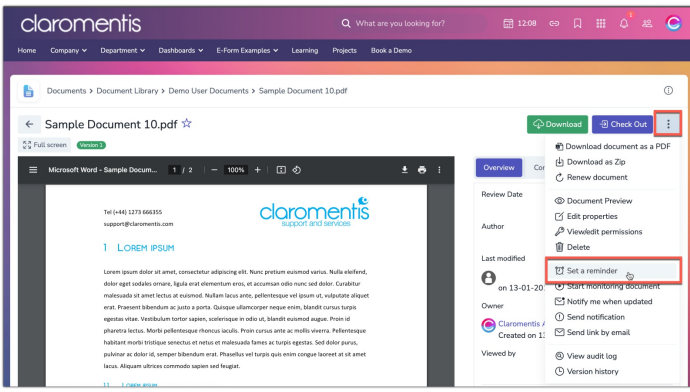 claromentis
What are you looking for?
12:08
1
Home Company Department Dashboards E-Form Examples Learning Projects Book a Demo
Documents > Document Library > Demo User Documents > Sample Document 10.pdf
Sample Document 10.pdf
Download
Check Out
Full screen
Version 1
Microsoft Word - Sample Docum...
1 / 2
100%
Tel (+44) 1273 666355
support@claromentis.com
claromentis
support and services
1 LOREM IPSUM
Lorem ipsum dolor sit amet, consectetur adipiscing elit. Nunc pretium euismod varius. Nulla eleifend,
dolor eget sodales ornare, ligula erat elementum eros, et accumsan odio nunc sed dolor. Curabitur
malesuada sit amet lectus at euismod. Nullam lacus ante, pellentesque vel ipsum ut, vulputate aliquet
erat. Praesent bibendum ac justo a porta. Quisque ullamcorper neque enim, blandit cursus turpis
egestas vitae. Vestibulum tortor sapien, scelerisque in odio ut, blandit euismod augue. Proin id
pharetra lectus. Morbi pellentesque rhoncus iaculis. Proin cursus ante ac mollis viverra. Pellentesque
habitant morbi tristique senectus et netus et malesuada fames ac turpis egestas. Sed dolor purus,
pulvinar ac dolor id, semper bibendum erat. Phasellus vel turpis quis enim congue laoreet at sit amet
lacus. Aliquam ultrices commodo sapien sed feugiat.
1.1 LOREM IPSUM
Overview
Review Date
Author
Last modified
on 13-01-20
Owner
Claromentis A
Created on 13
Viewed by
Download document as a PDF
Download as Zip
Renew document
Document Preview
Edit properties
View/edit permissions
Delete
Set a reminder
Start monitoring document
Notify me when updated
Send notification
Send link by email
View audit log
Version history